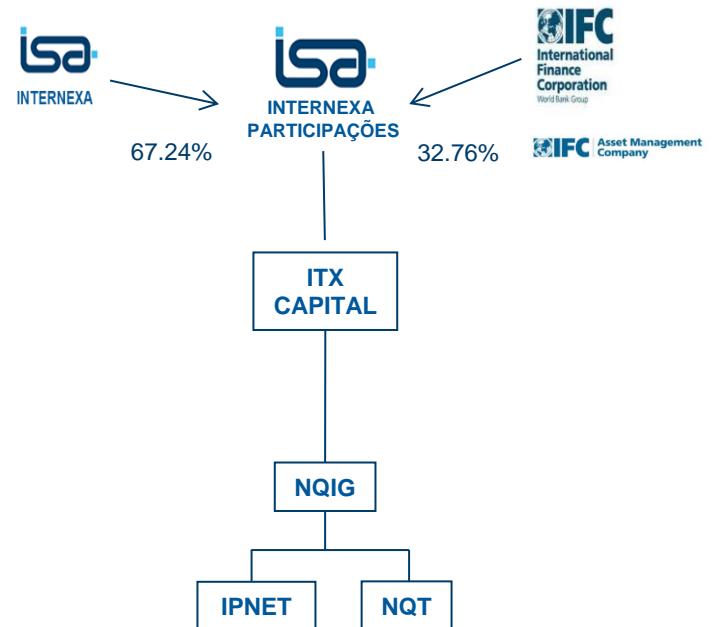 isa
INTERNEXA
isa
INTERNEXA
PARTICIPAÇÕES
IFC
International
Finance
Corporation
World Bank Group
67.24%
32.76%
IFC Asset Management
Company
ITX
CAPITAL
NQIG
IPNET
NQT